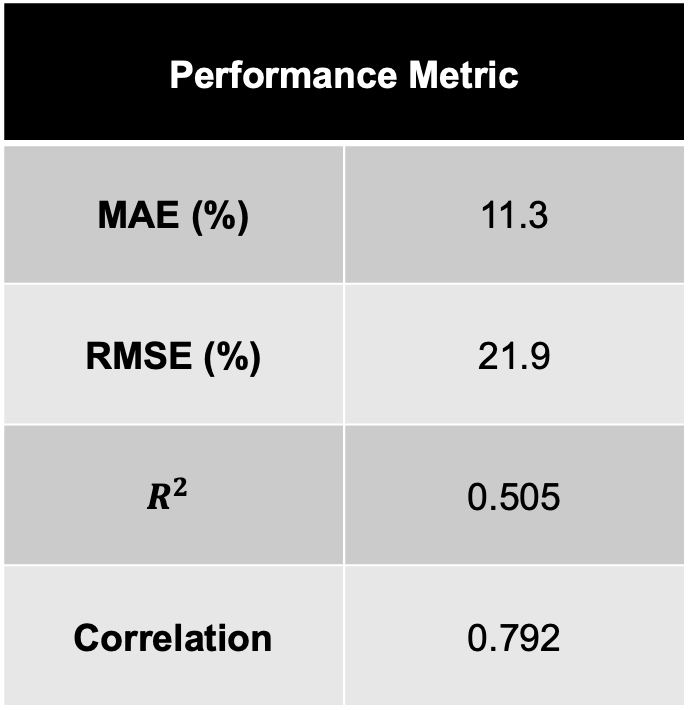 Performance Metric
MAE (%) 11.3
RMSE (%) 21.9
R² 0.505
Correlation 0.792